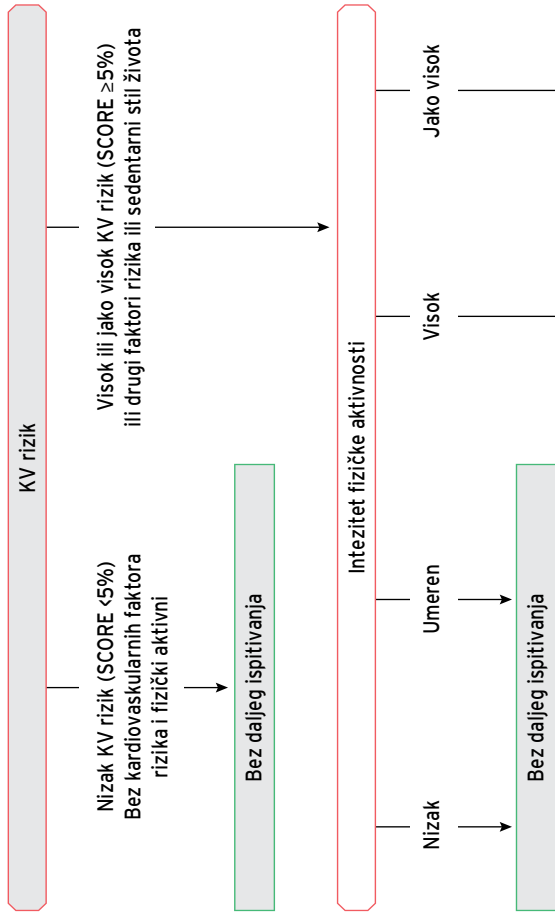 KV rizik
Nizak KV rizik (SCORE <5%)
Bez kardiovaskularnih faktora
rizika i fizički aktivni
Visok ili jako visok KV rizik (SCORE ≥5%)
ili drugi faktori rizika ili sedentarni stil života
Bez daljeg ispitivanja
Intezitet fizičke aktivnosti
Nizak
Umeren
Visok
Jako visok
Bez daljeg ispitivanja